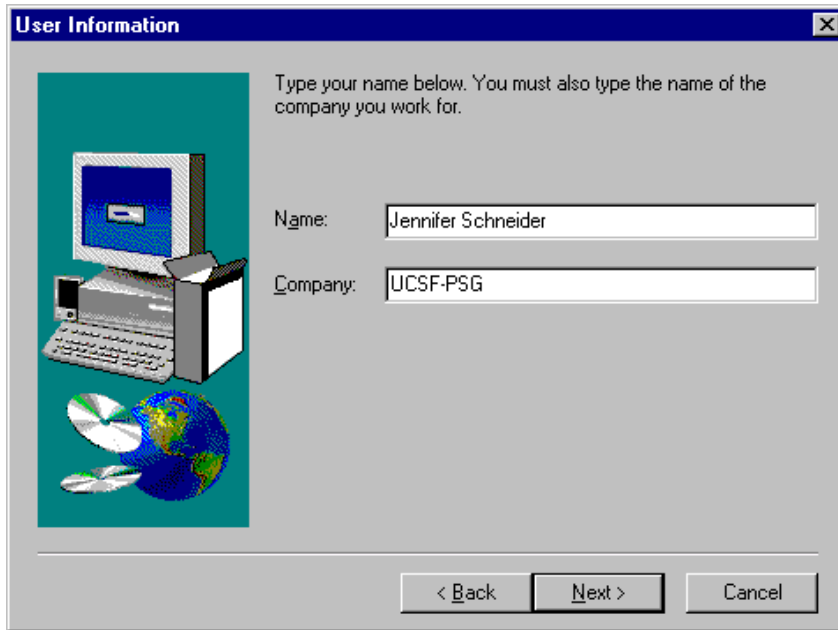 User Information
Type your name below. You must also type the name of the
company you work for.
Name:
Jennifer Schneider
Company:
UCSF-PSG
< Back
Next >
Cancel